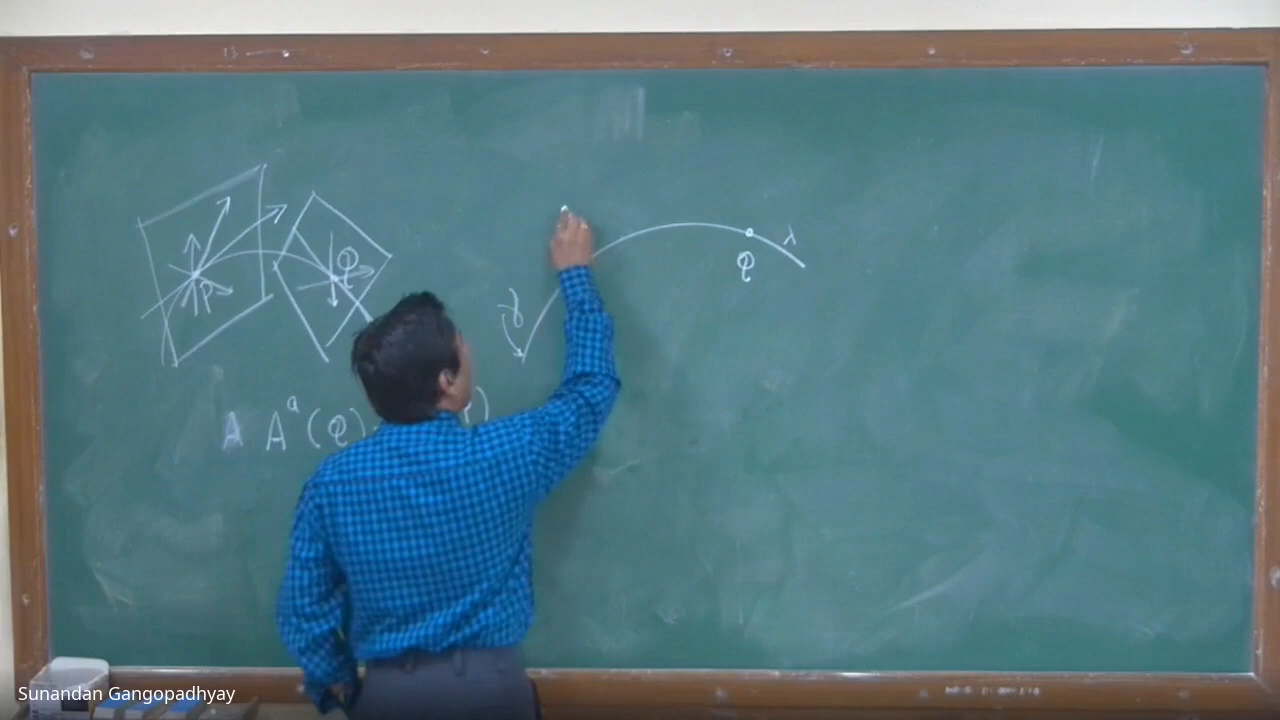 P
Q
γ
Q
λ
A A^a (Q)
Sunandan Gangopadhyay